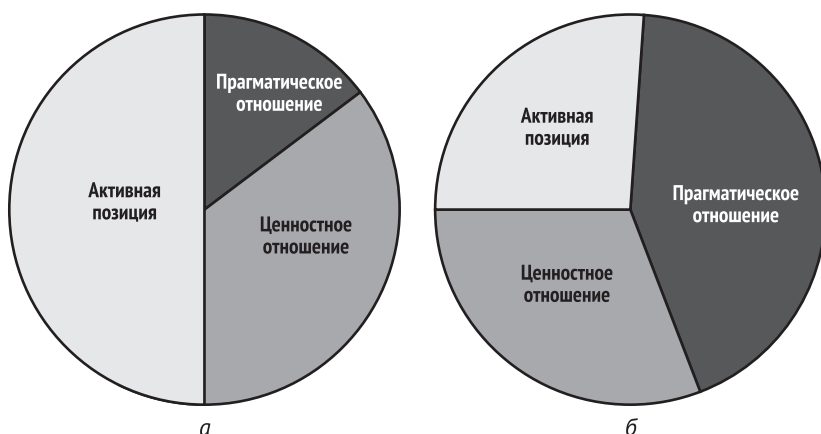 Прагматическое
отношение
Активная
позиция
Ценностное
отношение
а
Активная
позиция
Прагматическое
отношение
Ценностное
отношение
б